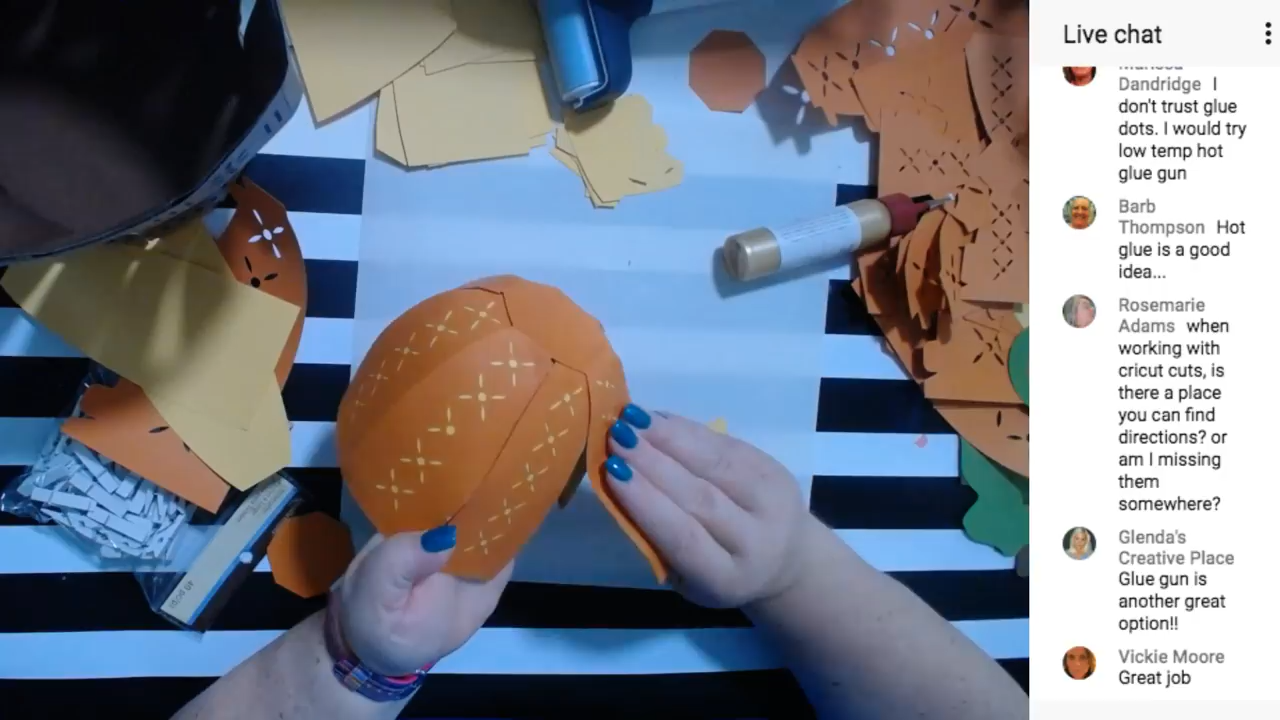 Live chat
Dandridge I
don't trust glue
dots. I would try
low temp hot
glue gun
Barb
Thompson Hot
glue is a good
idea...
Rosemarie
Adams when
working with
cricut cuts, is
there a place
you can find
directions? or
am I missing
them
somewhere?
Glenda's
Creative Place
Glue gun is
another great
option!!
Vickie Moore
Great job